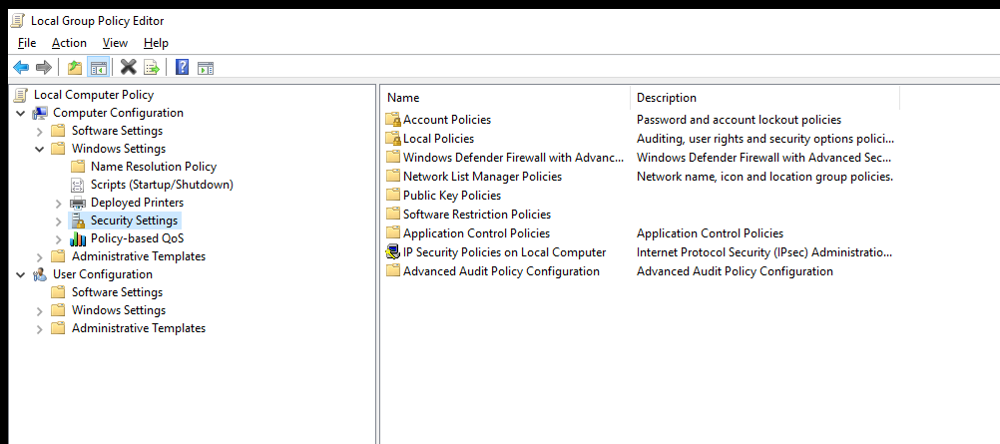 Local Group Policy Editor
File Action View Help
Local Computer Policy
Computer Configuration
Software Settings
Windows Settings
Name Resolution Policy
Scripts (Startup/Shutdown)
Deployed Printers
Security Settings
Policy-based QoS
Administrative Templates
User Configuration
Software Settings
Windows Settings
Administrative Templates
Name Description
Account Policies Password and account lockout policies
Local Policies Auditing, user rights and security options polici...
Windows Defender Firewall with Advanc... Windows Defender Firewall with Advanced Sec...
Network List Manager Policies Network name, icon and location group policies.
Public Key Policies
Software Restriction Policies
Application Control Policies Application Control Policies
IP Security Policies on Local Computer Internet Protocol Security (IPsec) Administratio...
Advanced Audit Policy Configuration Advanced Audit Policy Configuration